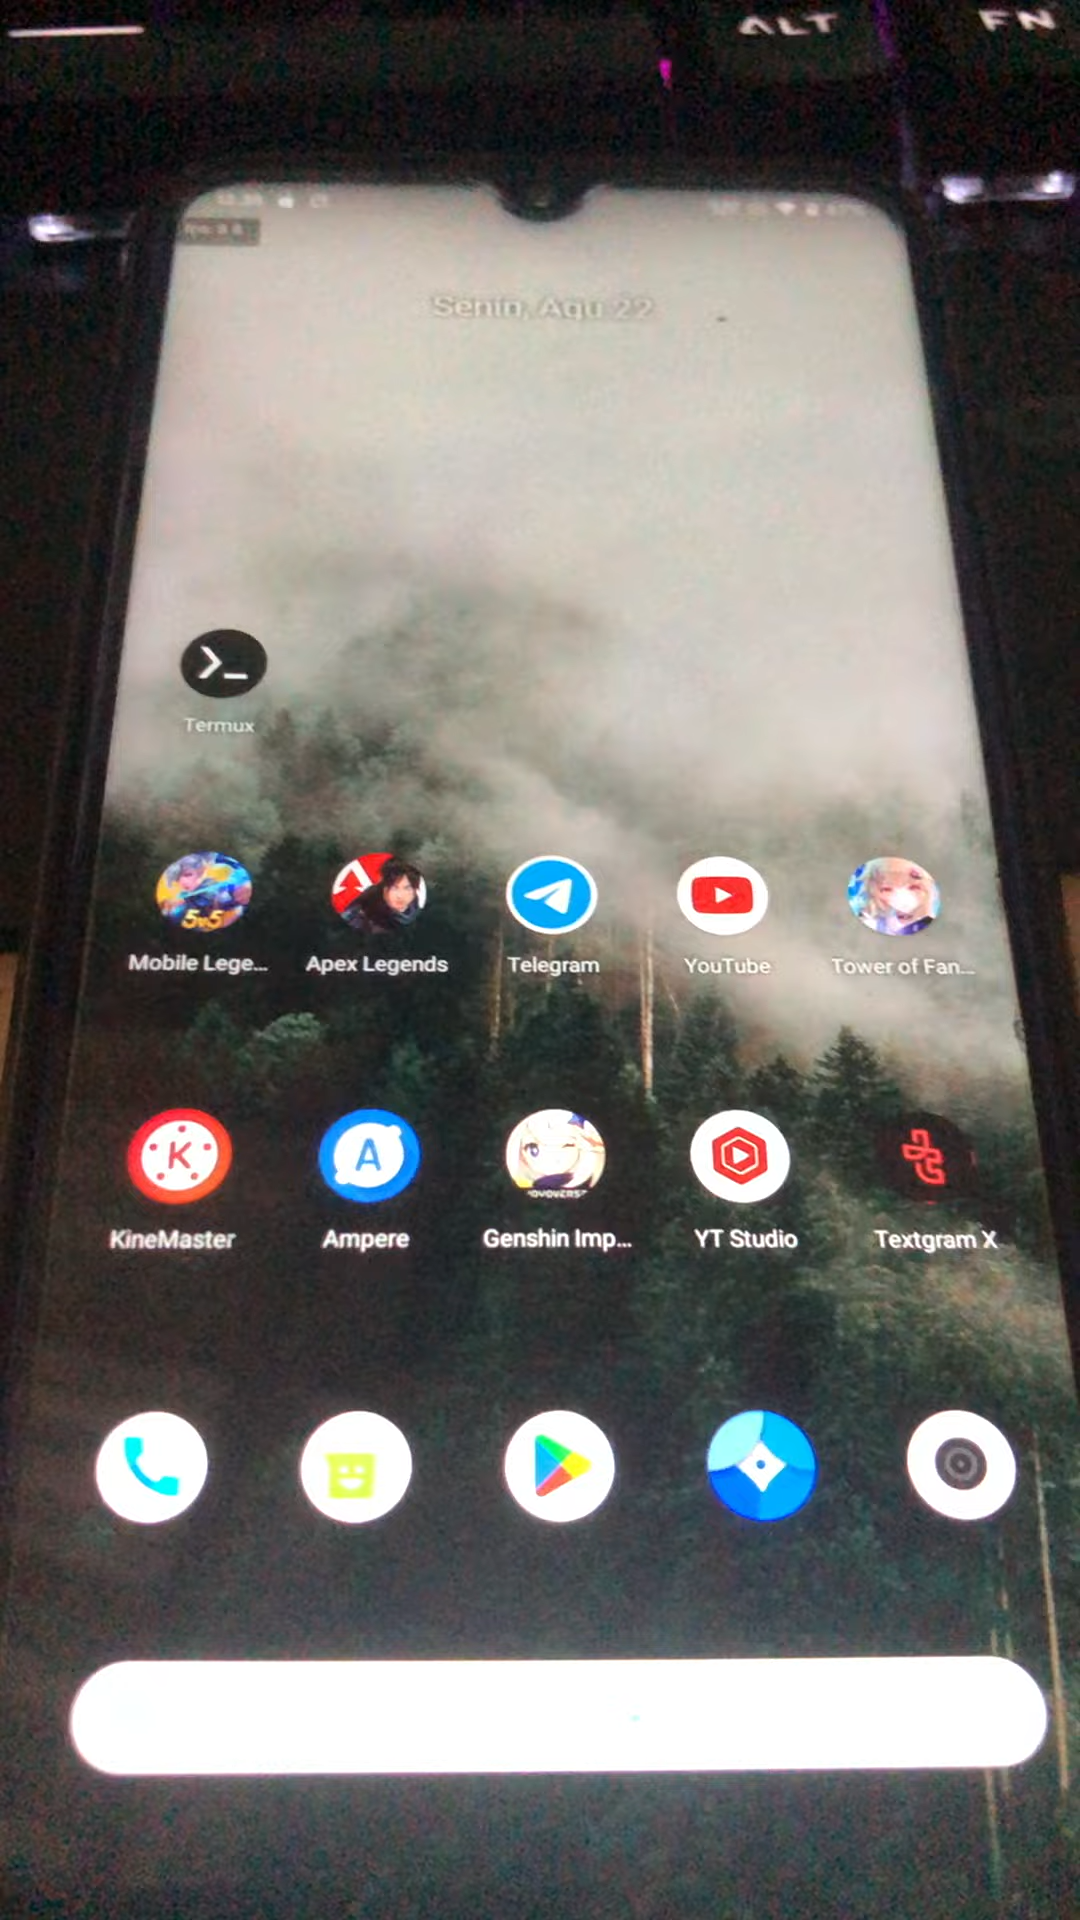 ALT FN
Senin, Agu 22
Termux
5v5
Mobile Lege... Apex Legends Telegram YouTube Tower of Fan...
K A
KineMaster Ampere Genshin Imp... YT Studio Textgram X